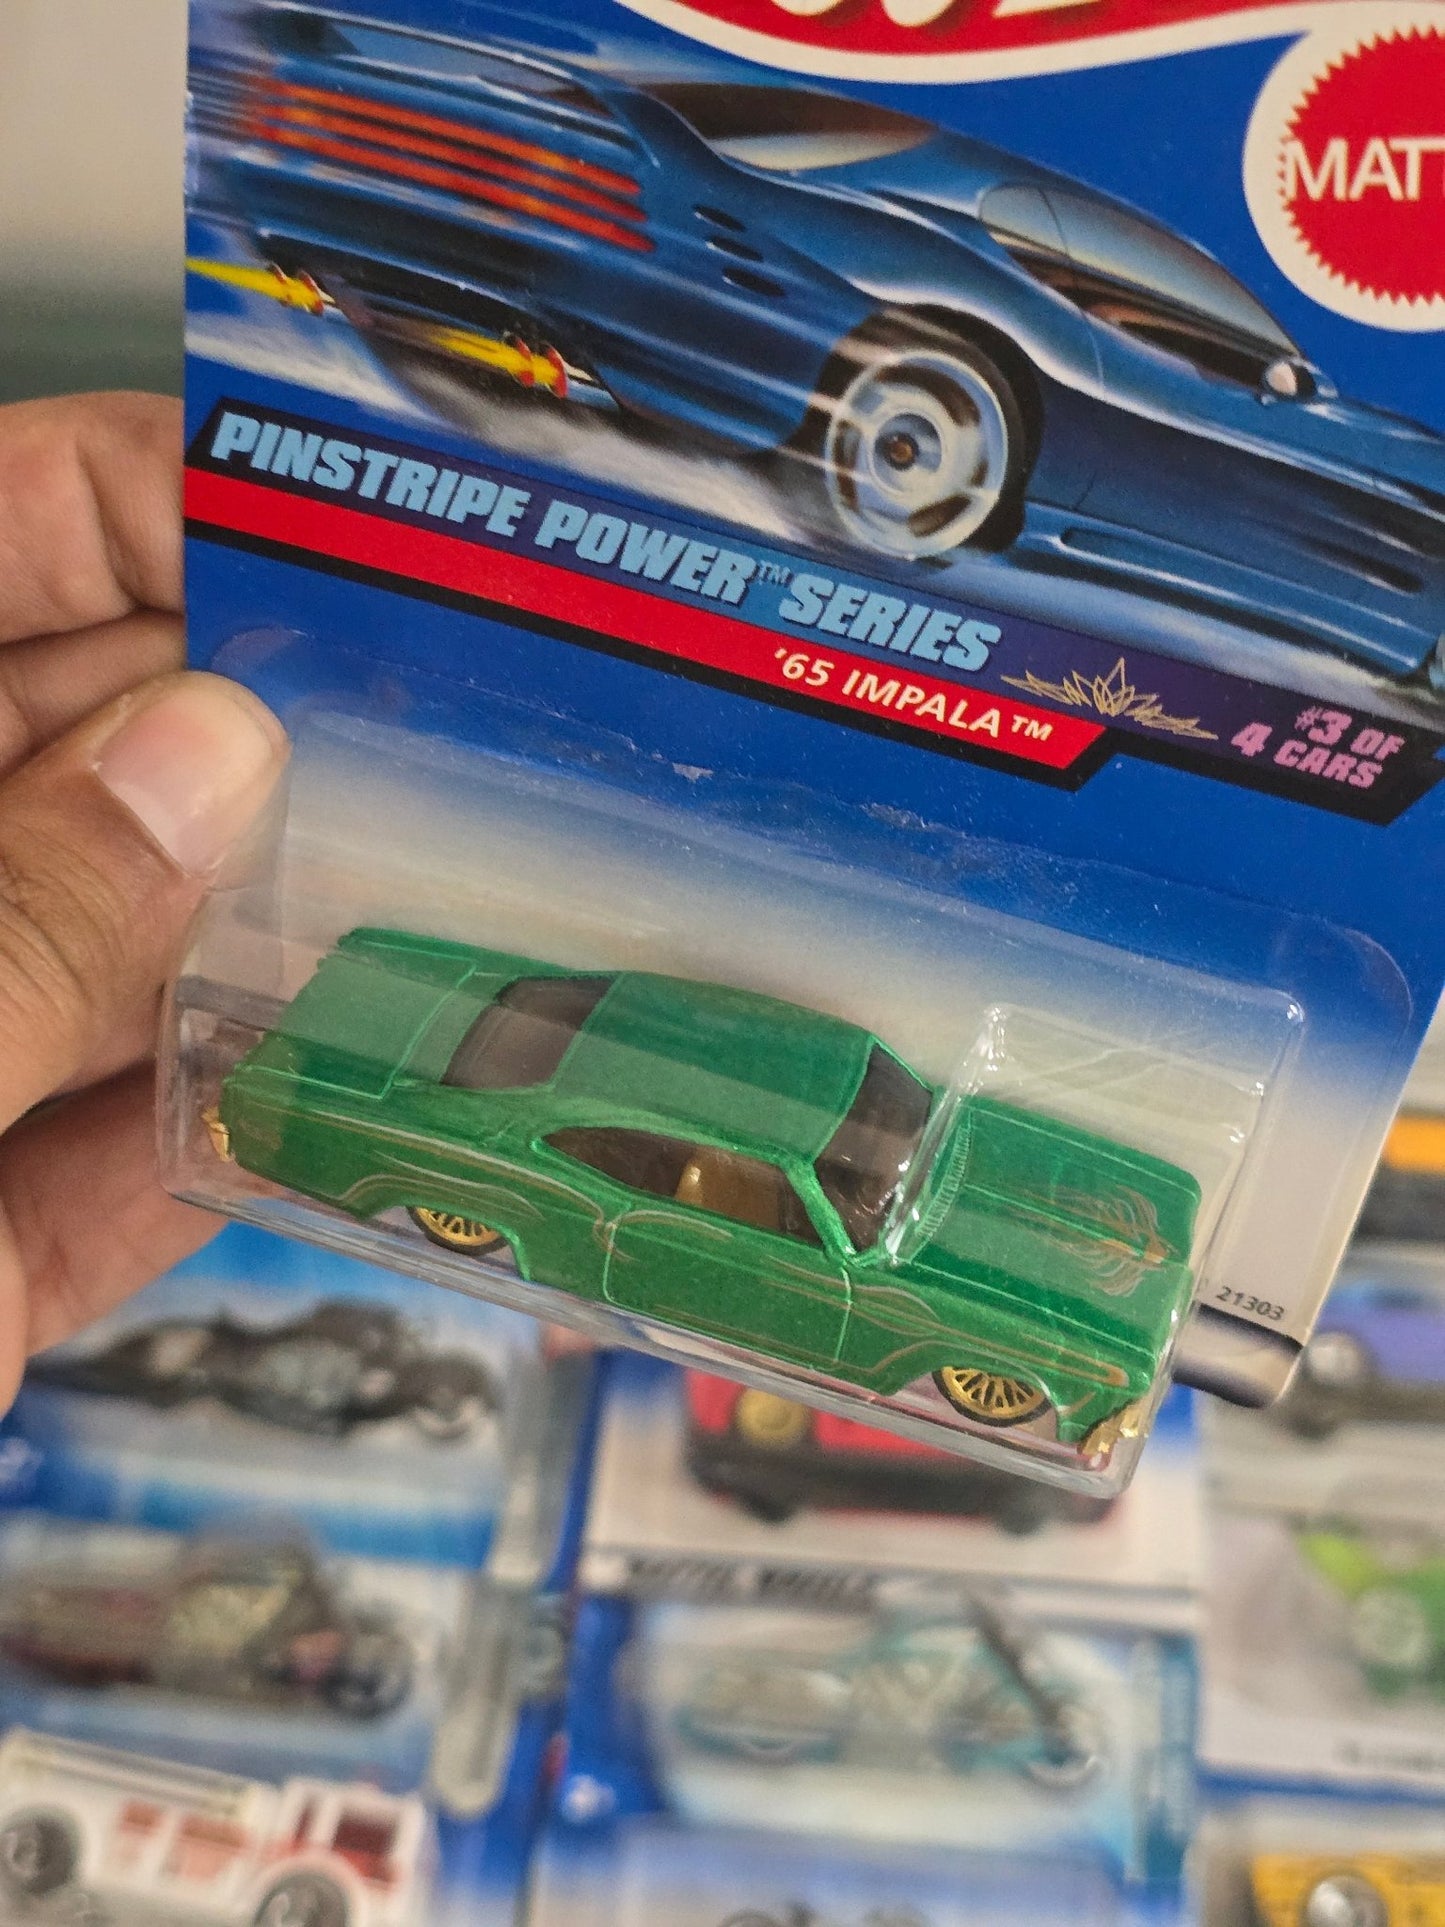 MATT
PINSTRIPE POWER™ SERIES
'65 IMPALA™
#3 OF
4 CARS
21303